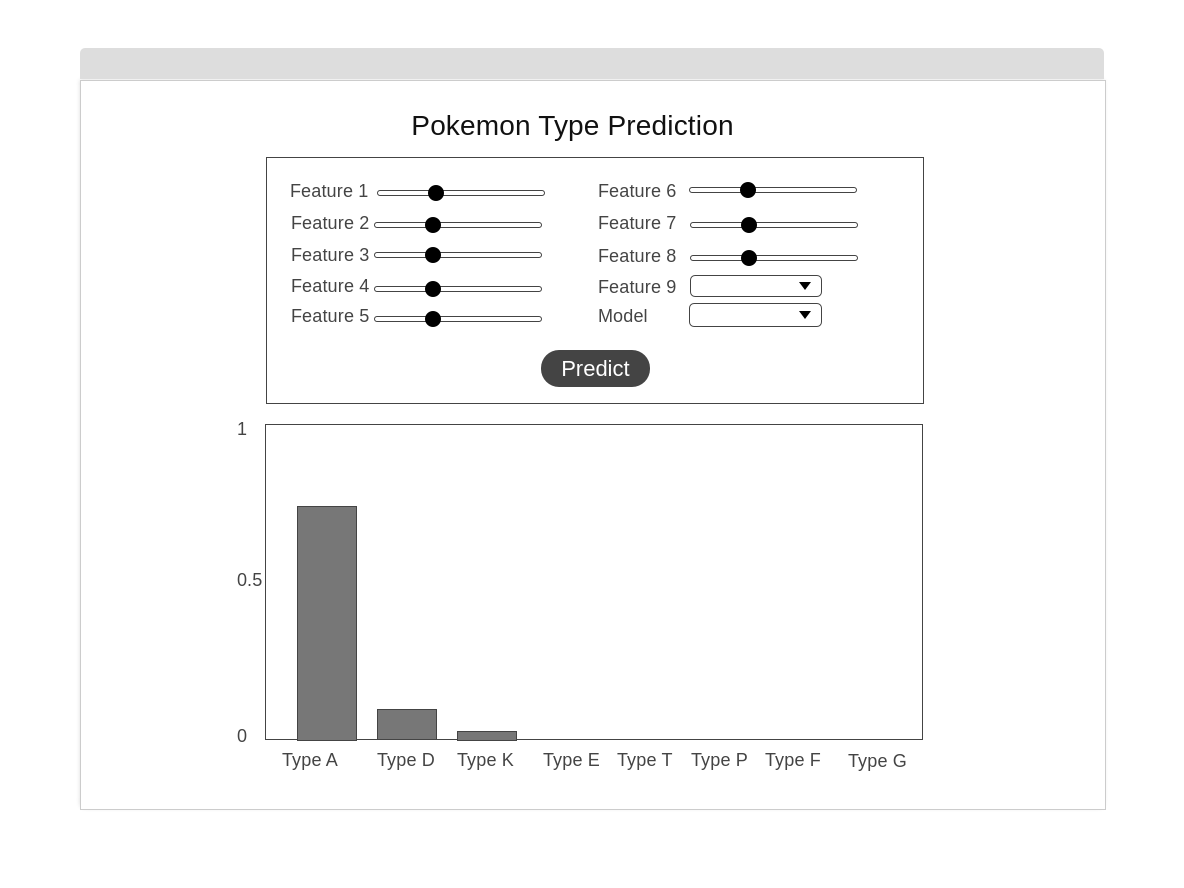 Pokemon Type Prediction
Feature 1
Feature 2
Feature 3
Feature 4
Feature 5
Feature 6
Feature 7
Feature 8
Feature 9
Model
Predict
1
0.5
0
Type A
Type D
Type K
Type E
Type T
Type P
Type F
Type G